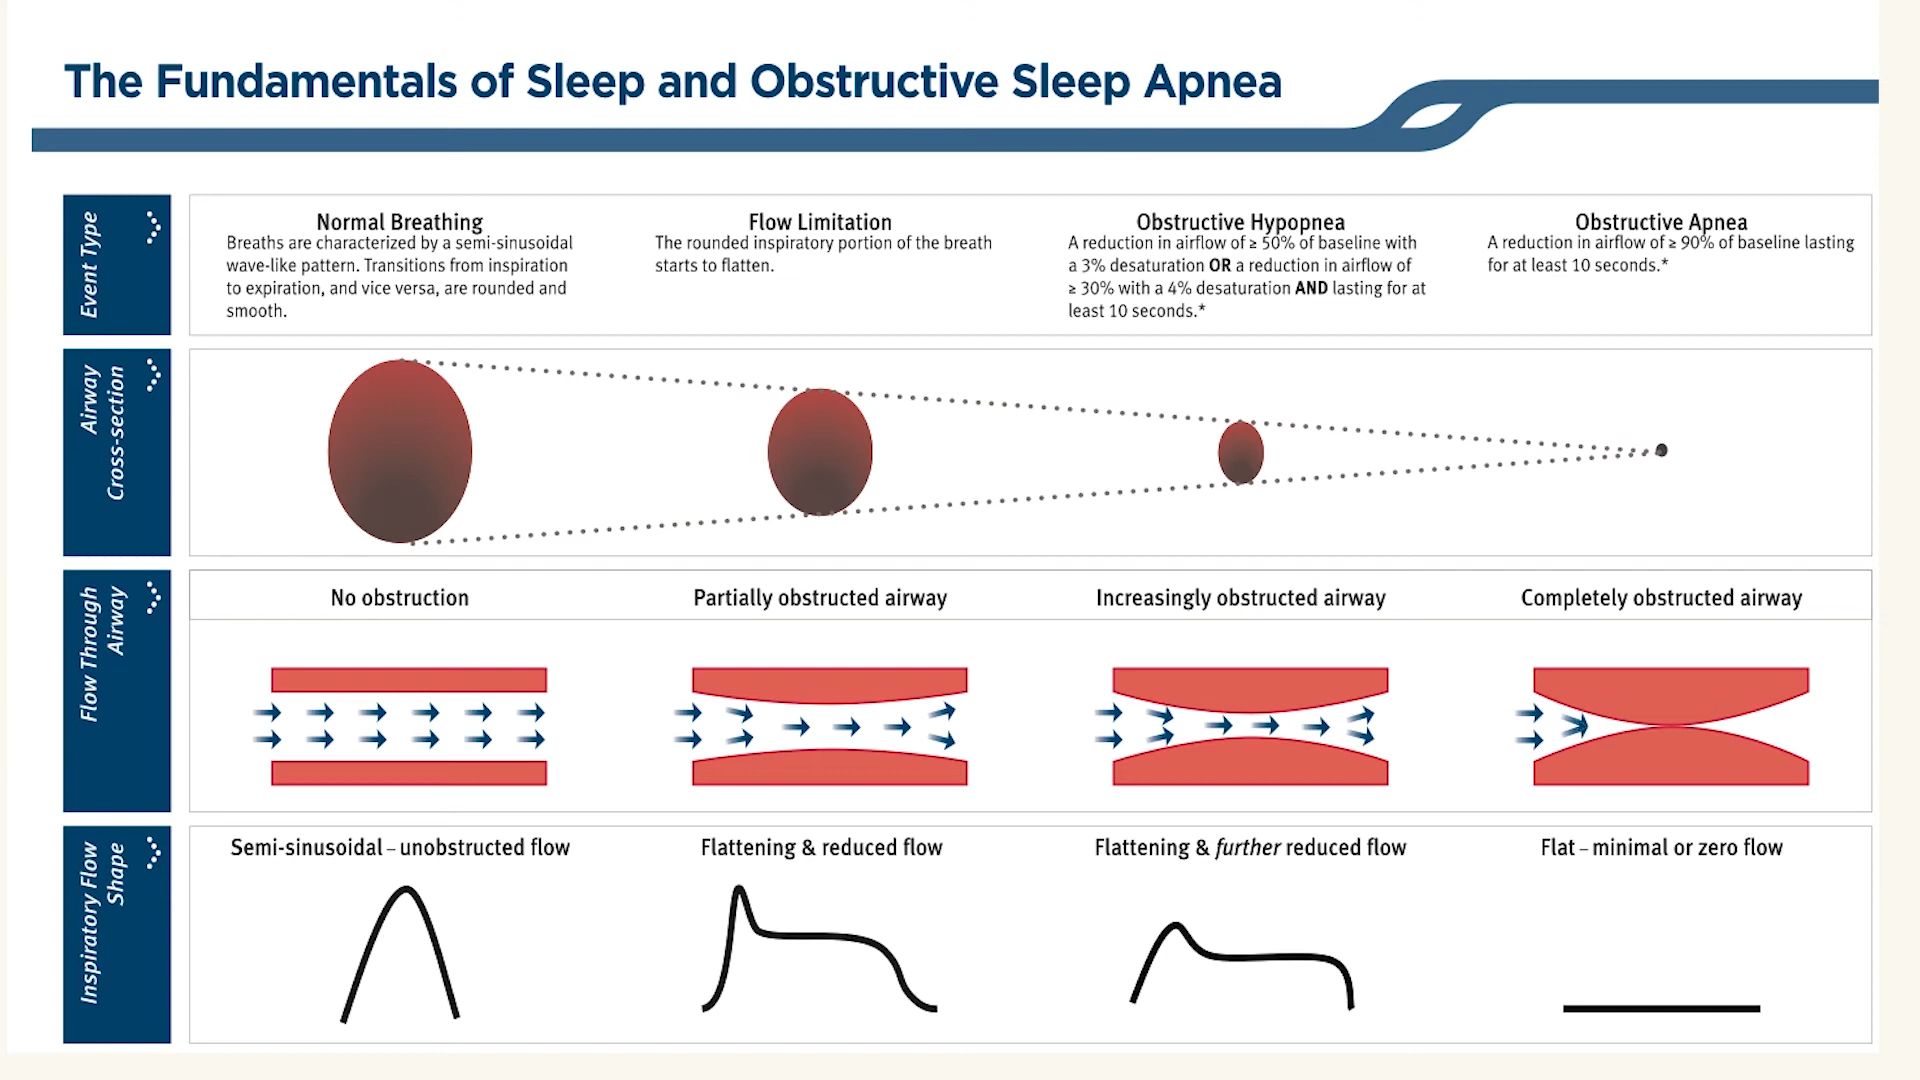 The Fundamentals of Sleep and Obstructive Sleep Apnea
Event Type
Normal Breathing
Breaths are characterized by a semi-sinusoidal
wave-like pattern. Transitions from inspiration
to expiration, and vice versa, are rounded and
smooth.
Flow Limitation
The rounded inspiratory portion of the breath
starts to flatten.
Obstructive Hypopnea
A reduction in airflow of ≥ 50% of baseline with
a 3% desaturation OR a reduction in airflow of
≥ 30% with a 4% desaturation AND lasting for at
least 10 seconds.*
Obstructive Apnea
A reduction in airflow of ≥ 90% of baseline lasting
for at least 10 seconds.*
Airway
Cross-section
Flow Through
Airway
No obstruction
Partially obstructed airway
Increasingly obstructed airway
Completely obstructed airway
Inspiratory Flow
Shape
Semi-sinusoidal – unobstructed flow
Flattening & reduced flow
Flattening & further reduced flow
Flat – minimal or zero flow